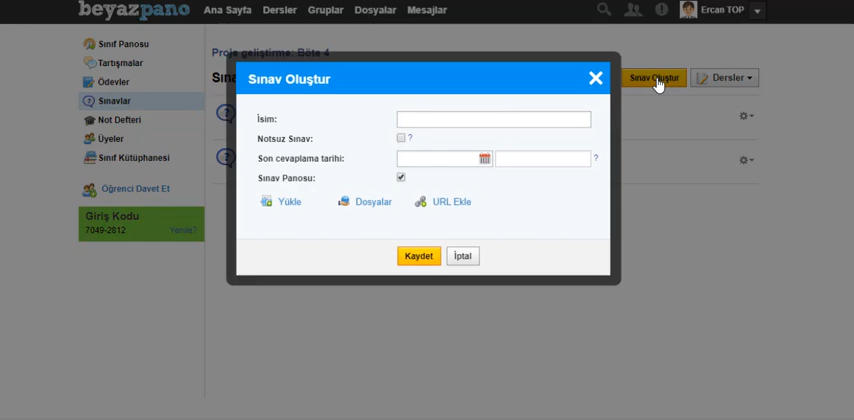 beyazpano Ana Sayfa Dersler Gruplar Dosyalar Mesajlar Ercan TOP
Sınıf Panosu
Tartışmalar
Ödevler
Sınavlar
Not Defteri
Üyeler
Sınıf Kütüphanesi
Öğrenci Davet Et
Giriş Kodu
7049-2812 Yenile?
Proje geliştirme: Böte 4
Sınav Oluştur Dersler
Sınav Oluştur
İsim:
Notsuz Sınav: ?
Son cevaplama tarihi: ?
Sınav Panosu:
Yükle Dosyalar URL Ekle
Kaydet İptal